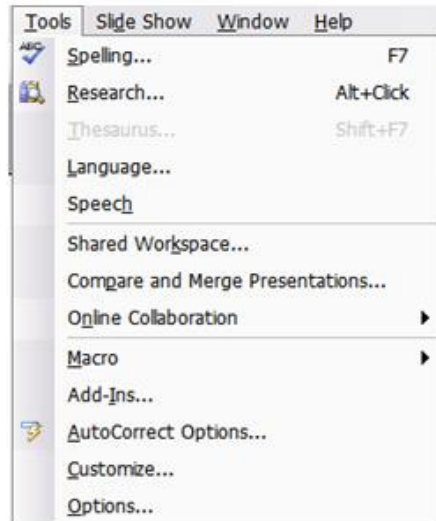 Tools Slide Show Window Help
ABC Spelling... F7
Research... Alt+Click
Thesaurus... Shift+F7
Language...
Speech
Shared Workspace...
Compare and Merge Presentations...
Online Collaboration
Macro
Add-Ins...
AutoCorrect Options...
Customize...
Options...